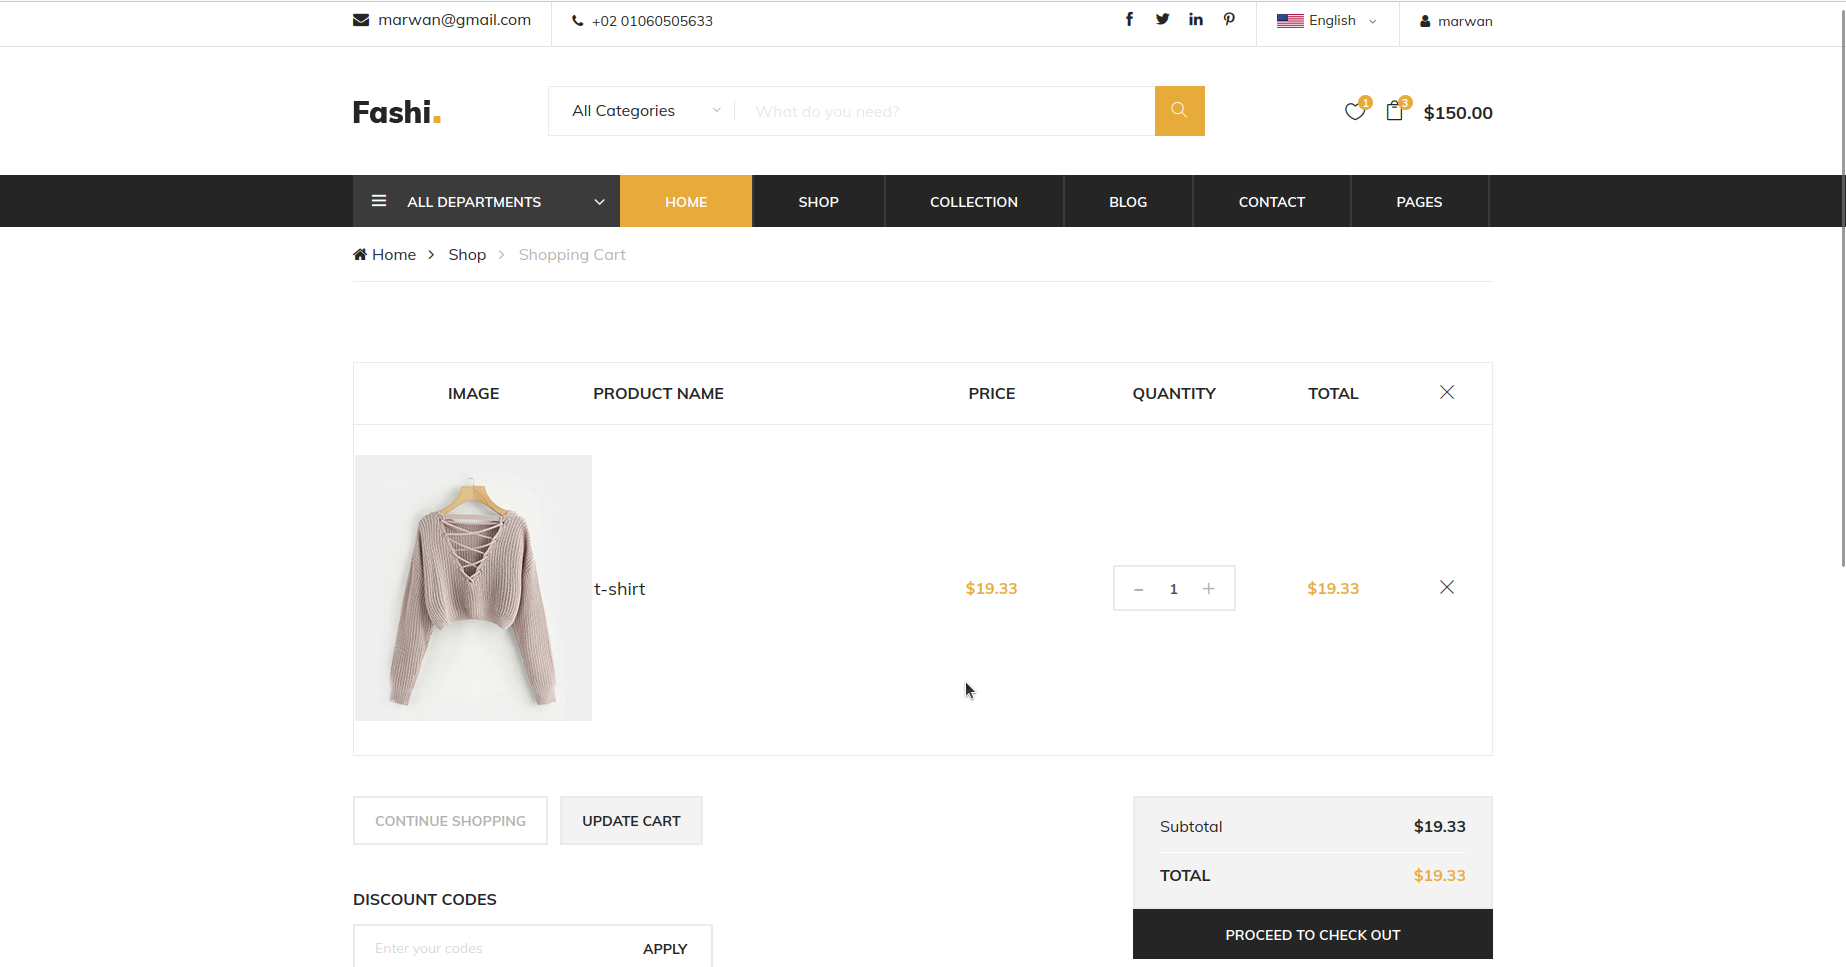 marwan@gmail.com
+02 01060505633
English
marwan
Fashi.
All Categories
What do you need?
1
3
$150.00
ALL DEPARTMENTS
HOME
SHOP
COLLECTION
BLOG
CONTACT
PAGES
Home > Shop > Shopping Cart
IMAGE PRODUCT NAME PRICE QUANTITY TOTAL
t-shirt $19.33 - 1 + $19.33
CONTINUE SHOPPING
UPDATE CART
Subtotal $19.33
TOTAL $19.33
PROCEED TO CHECK OUT
DISCOUNT CODES
Enter your codes
APPLY